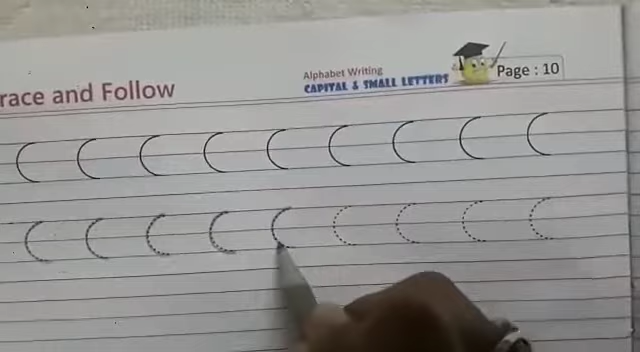 race and Follow
Alphabet Writing
CAPITAL & SMALL LETTERS
Page : 10
C C C C C C C C C
C C C C C C C C C